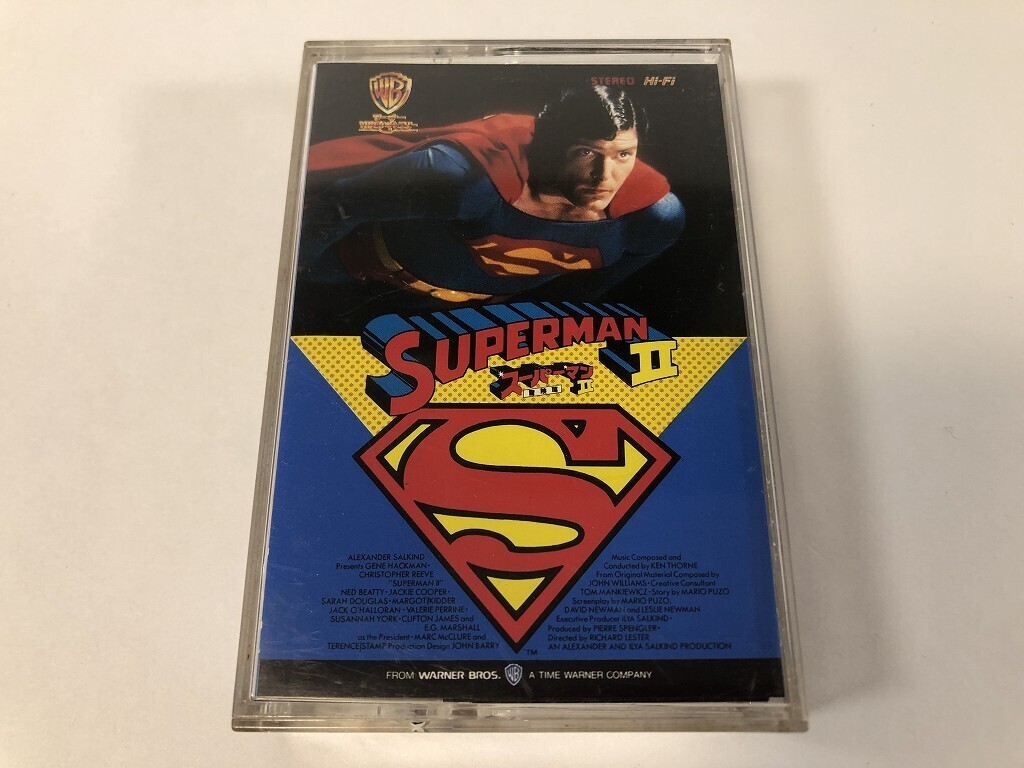 WB
STEREO Hi-Fi
SUPERMAN II
スーパーマン
II
S
ALEXANDER SALKIND
Presents GENE HACKMAN·
CHRISTOPHER REEVE
"SUPERMAN II"
NED BEATTY·JACKIE COOPER·
SARAH DOUGLAS·MARGOT KIDDER
JACK O'HALLORAN·VALERIE PERRINE·
SUSANNAH YORK·CLIFTON JAMES and
E.G. MARSHALL
as the President·MARC McCLURE and
TERENCE STAMP Production Design JOHN BARRY
Music Composed and
Conducted by KEN THORNE
From Original Material Composed by
JOHN WILLIAMS·Creative Consultant
TOM MANKIEWICZ·Story by MARIO PUZO
Screenplay by MARIO PUZO,
DAVID NEWMAN and LESLIE NEWMAN
Executive Producer ILYA SALKIND·
Produced by PIERRE SPENGLER·
Directed by RICHARD LESTER
AN ALEXANDER AND ILYA SALKIND PRODUCTION
TM
FROM WARNER BROS. WB A TIME WARNER COMPANY